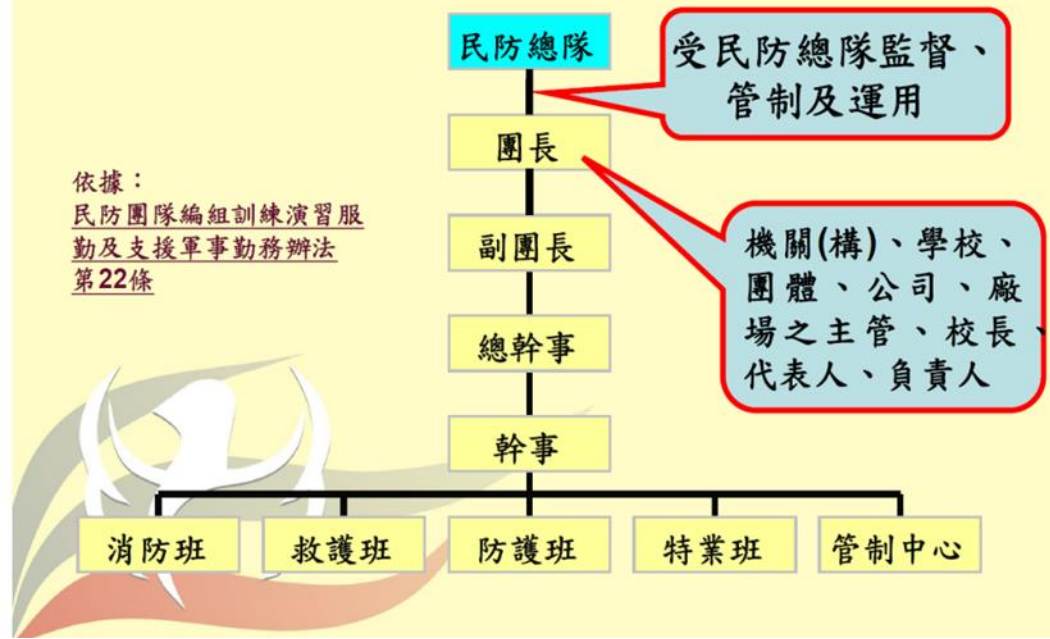 民防總隊
受民防總隊監督、
管制及運用
團長
依據：
民防團隊編組訓練演習服
勤及支援軍事勤務辦法
第22條
副團長
機關(構)、學校、
團體、公司、廠
場之主管、校長、
代表人、負責人
總幹事
幹事
消防班
救護班
防護班
特業班
管制中心